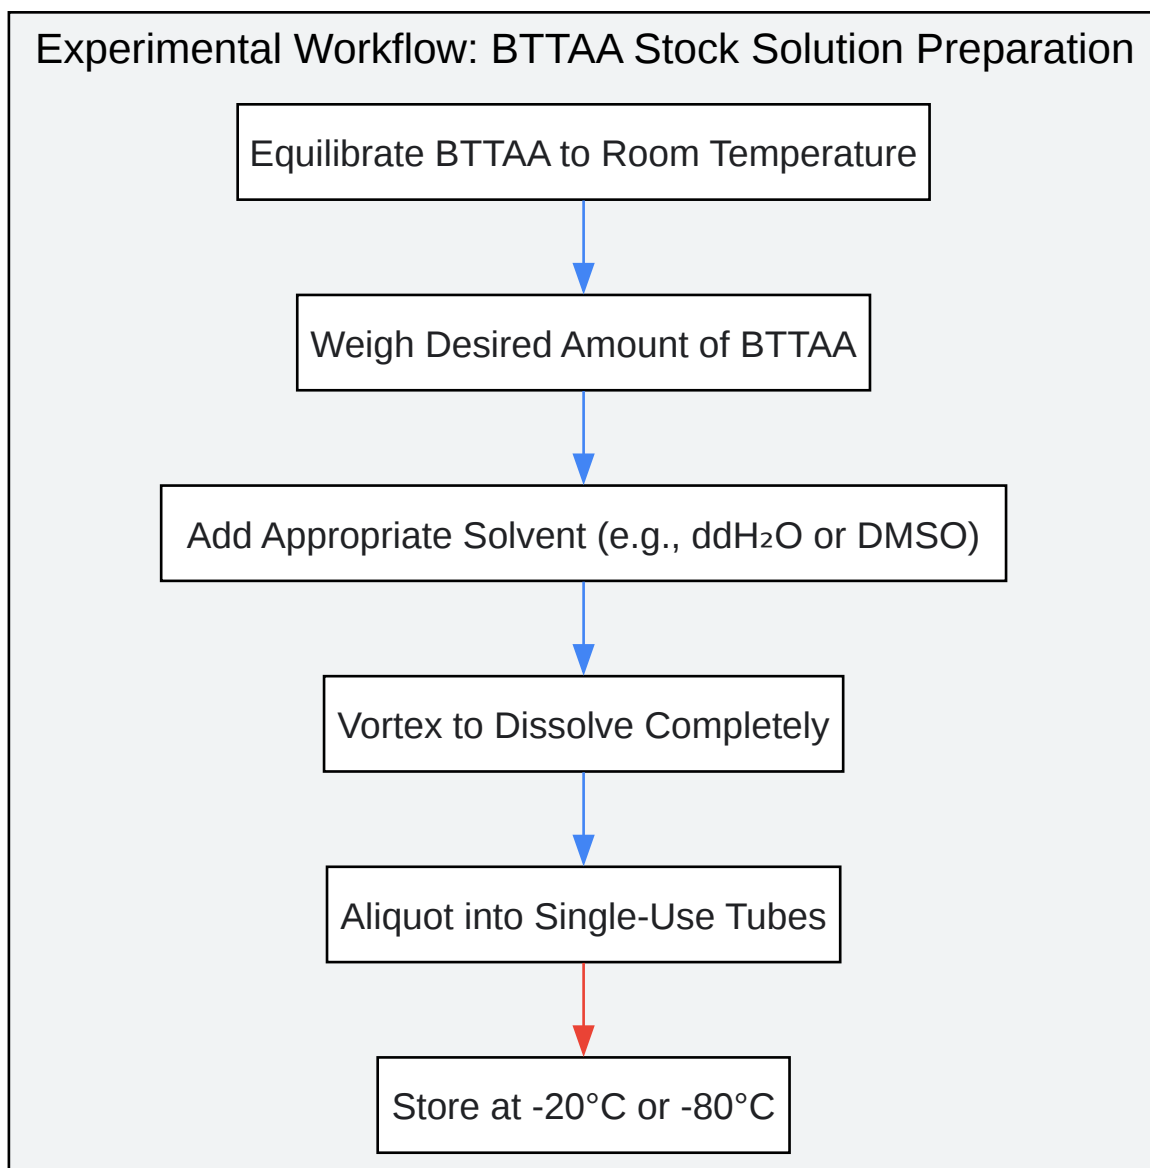 Experimental Workflow: BTTAA Stock Solution Preparation
Equilibrate BTTAA to Room Temperature
Weigh Desired Amount of BTTAA
Add Appropriate Solvent (e.g., ddH₂O or DMSO)
Vortex to Dissolve Completely
Aliquot into Single-Use Tubes
Store at -20°C or -80°C